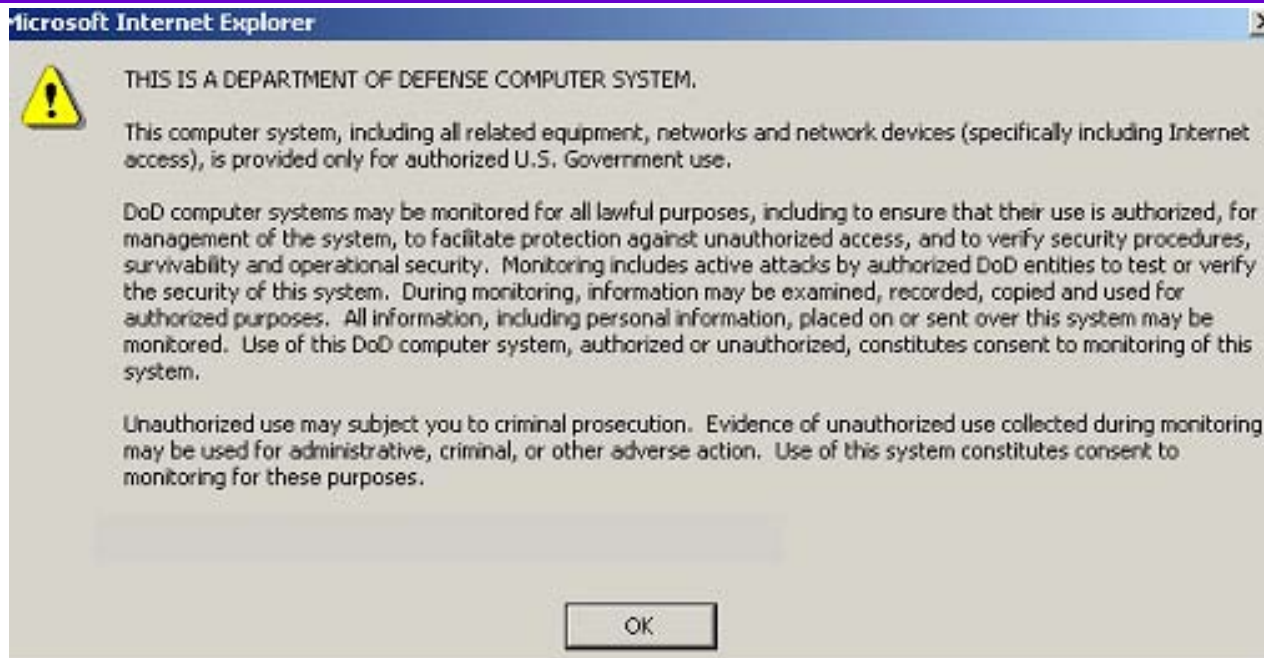 Microsoft Internet Explorer
THIS IS A DEPARTMENT OF DEFENSE COMPUTER SYSTEM.
This computer system, including all related equipment, networks and network devices (specifically including Internet
access), is provided only for authorized U.S. Government use.
DoD computer systems may be monitored for all lawful purposes, including to ensure that their use is authorized, for
management of the system, to facilitate protection against unauthorized access, and to verify security procedures,
survivability and operational security. Monitoring includes active attacks by authorized DoD entities to test or verify
the security of this system. During monitoring, information may be examined, recorded, copied and used for
authorized purposes. All information, including personal information, placed on or sent over this system may be
monitored. Use of this DoD computer system, authorized or unauthorized, constitutes consent to monitoring of this
system.
Unauthorized use may subject you to criminal prosecution. Evidence of unauthorized use collected during monitoring
may be used for administrative, criminal, or other adverse action. Use of this system constitutes consent to
monitoring for these purposes.
OK